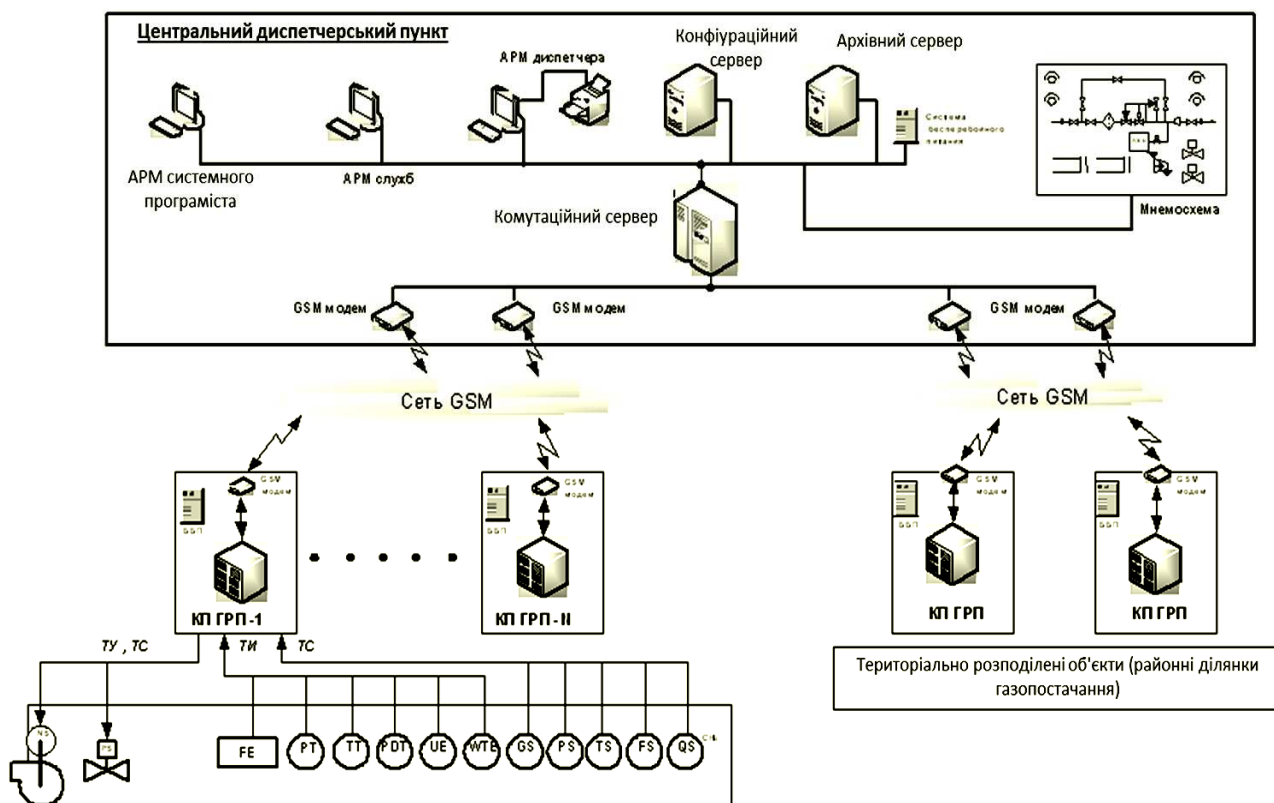 Центральний диспетчерський пункт
АРМ диспетчера
Конфіураційний
сервер
Архівний сервер
Система
бесперебойного
питания
АРМ системного
програміста
АРМ служб
Комутаційний сервер
Мнемосхема
GSM модем
GSM модем
GSM модем
Сеть GSM
Сеть GSM
GSM
модем
ББП
КП ГРП-1
GSM
модем
ББП
КП ГРП-N
GSM
модем
ББП
КП ГРП
GSM
модем
ББП
КП ГРП
ТУ, ТС
ТИ
ТС
Територіально розподілені об'єкти (районні ділянки
газопостачання)
NS
FE
PT
TT
PDT
UE
WTE
GS
PS
TS
FS
QS